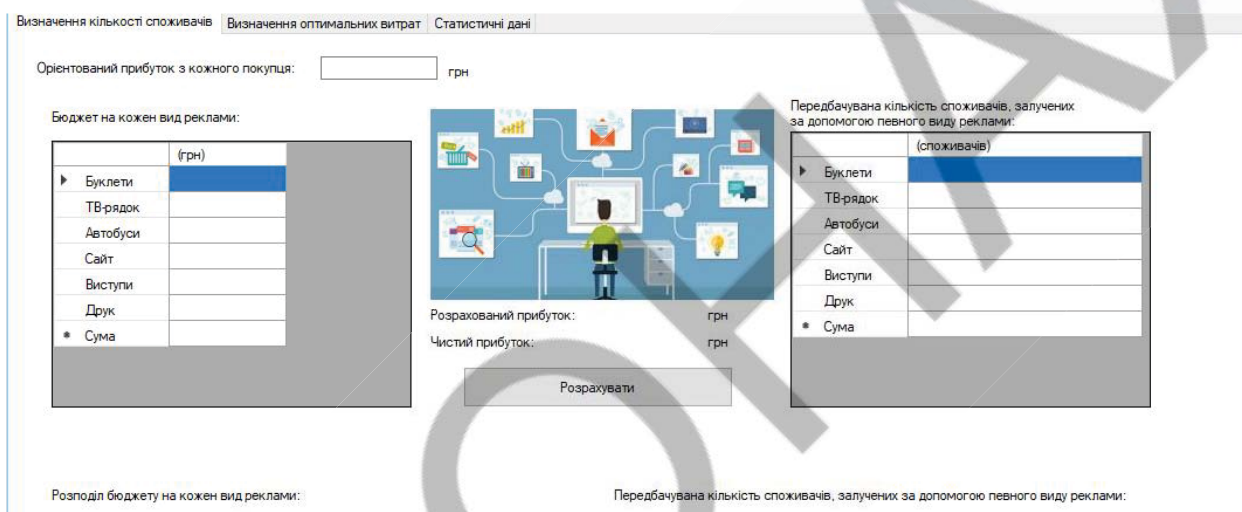 Визначення кількості споживачів Визначення оптимальних витрат Статистичні дані
Орієнтований прибуток з кожного покупця: грн
Бюджет на кожен вид реклами:
(грн)
Буклети
ТВ-рядок
Автобуси
Сайт
Виступи
Друк
Сума
Розрахований прибуток: грн
Чистий прибуток: грн
Розрахувати
Передбачувана кількість споживачів, залучених
за допомогою певного виду реклами:
(споживачів)
Буклети
ТВ-рядок
Автобуси
Сайт
Виступи
Друк
Сума
Розподіл бюджету на кожен вид реклами:
Передбачувана кількість споживачів, залучених за допомогою певного виду реклами: